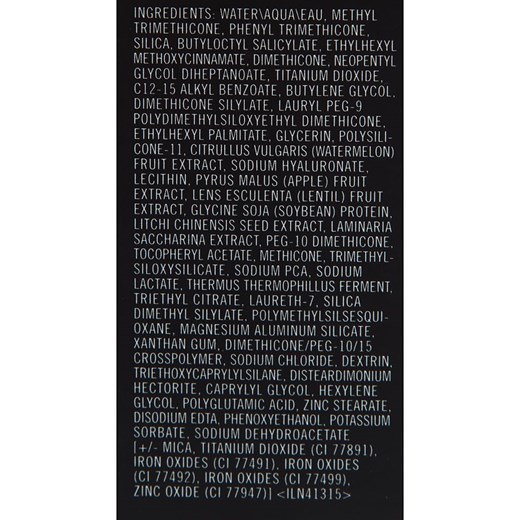 INGREDIENTS: WATER\AQUA\EAU, METHYL
TRIMETHICONE, PHENYL TRIMETHICONE,
SILICA, BUTYLOCTYL SALICYLATE, ETHYLHEXYL
METHOXYCINNAMATE, DIMETHICONE, NEOPENTYL
GLYCOL DIHEPTANOATE, TITANIUM DIOXIDE,
C12-15 ALKYL BENZOATE, BUTYLENE GLYCOL,
DIMETHICONE SILYLATE, LAURYL PEG-9
POLYDIMETHYLSILOXYETHYL DIMETHICONE,
ETHYLHEXYL PALMITATE, GLYCERIN, POLYSILI-
CONE-11, CITRULLUS VULGARIS (WATERMELON)
FRUIT EXTRACT, SODIUM HYALURONATE,
LECITHIN, PYRUS MALUS (APPLE) FRUIT
EXTRACT, LENS ESCULENTA (LENTIL) FRUIT
EXTRACT, GLYCINE SOJA (SOYBEAN) PROTEIN,
LITCHI CHINENSIS SEED EXTRACT, LAMINARIA
SACCHARINA EXTRACT, PEG-10 DIMETHICONE,
TOCOPHERYL ACETATE, METHICONE, TRIMETHYL-
SILOXYSILICATE, SODIUM PCA, SODIUM
LACTATE, THERMUS THERMOPHILLUS FERMENT,
TRIETHYL CITRATE, LAURETH-7, SILICA
DIMETHYL SILYLATE, POLYMETHYLSILSESQUI-
OXANE, MAGNESIUM ALUMINUM SILICATE,
XANTHAN GUM, DIMETHICONE/PEG-10/15
CROSSPOLYMER, SODIUM CHLORIDE, DEXTRIN,
TRIETHOXYCAPRYLYLSILANE, DISTEARDIMONIUM
HECTORITE, CAPRYLYL GLYCOL, HEXYLENE
GLYCOL, POLYGLUTAMIC ACID, ZINC STEARATE,
DISODIUM EDTA, PHENOXYETHANOL, POTASSIUM
SORBATE, SODIUM DEHYDROACETATE
[+/- MICA, TITANIUM DIOXIDE (CI 77891),
IRON OXIDES (CI 77491), IRON OXIDES
(CI 77492), IRON OXIDES (CI 77499),
ZINC OXIDE (CI 77947)] <ILN41315>